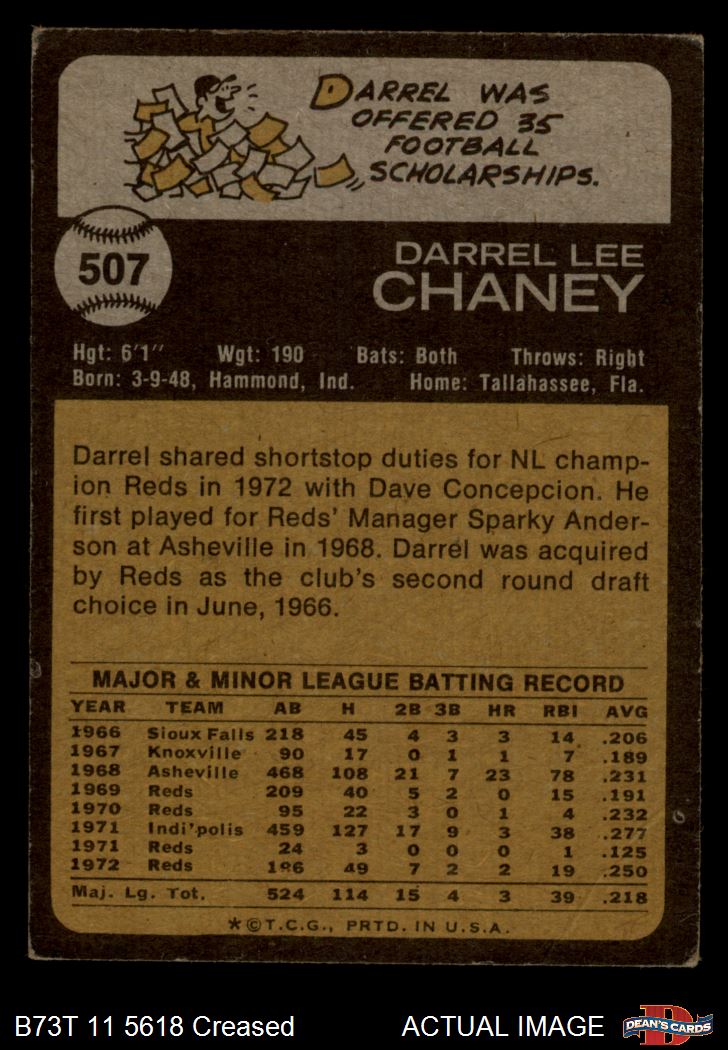 DARREL WAS
OFFERED 35
FOOTBALL
SCHOLARSHIPS.
507
DARREL LEE
CHANEY
Hgt: 6'1" Wgt: 190 Bats: Both Throws: Right
Born: 3-9-48, Hammond, Ind. Home: Tallahassee, Fla.
Darrel shared shortstop duties for NL champ-
ion Reds in 1972 with Dave Concepcion. He
first played for Reds' Manager Sparky Ander-
son at Asheville in 1968. Darrel was acquired
by Reds as the club's second round draft
choice in June, 1966.
MAJOR & MINOR LEAGUE BATTING RECORD
YEAR TEAM AB H 2B 3B HR RBI AVG
1966 Sioux Falls 218 45 4 3 3 14 .206
1967 Knoxville 90 17 0 1 1 7 .189
1968 Asheville 468 108 21 7 23 78 .231
1969 Reds 209 40 5 2 0 15 .191
1970 Reds 95 22 3 0 1 4 .232
1971 Indi'polis 459 127 17 9 3 38 .277
1971 Reds 24 3 0 0 0 1 .125
1972 Reds 196 49 7 2 2 19 .250
Maj. Lg. Tot. 524 114 15 4 3 39 .218
*©T.C.G., PRTD. IN U.S.A.
B73T 11 5618 Creased ACTUAL IMAGE
D
DEAN'S CARDS